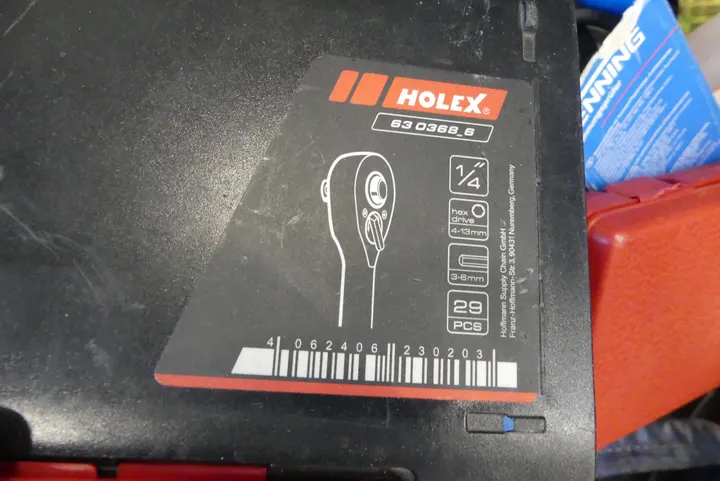 HOLEX®
63 0368_6
1/4"
hex
drive
4-13mm
3-6mm
29
PCS
Hoffmann Supply Chain GmbH
Franz-Hoffmann-Str. 3, 90431 Nuremberg, Germany
4 062406 230203
ENNING